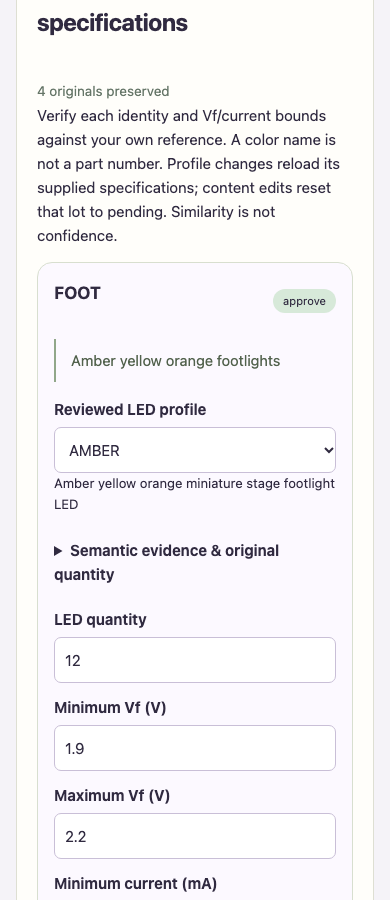 specifications
4 originals preserved
Verify each identity and Vf/current bounds
against your own reference. A color name is
not a part number. Profile changes reload its
supplied specifications; content edits reset
that lot to pending. Similarity is not
confidence.
FOOT
approve
Amber yellow orange footlights
Reviewed LED profile
AMBER
Amber yellow orange miniature stage footlight
LED
Semantic evidence & original
quantity
LED quantity
12
Minimum Vf (V)
1.9
Maximum Vf (V)
2.2
Minimum current (mA)